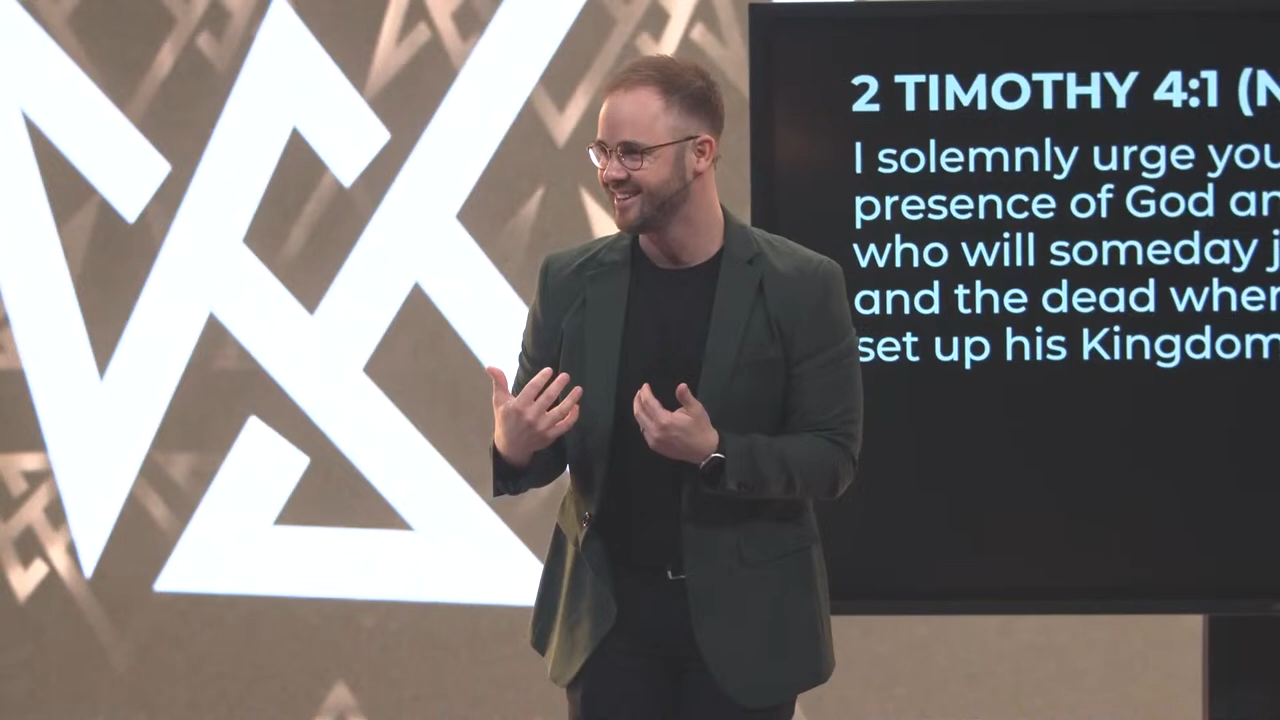 2 TIMOTHY 4:1 (N
I solemnly urge you
presence of God an
who will someday j
and the dead when
set up his Kingdom